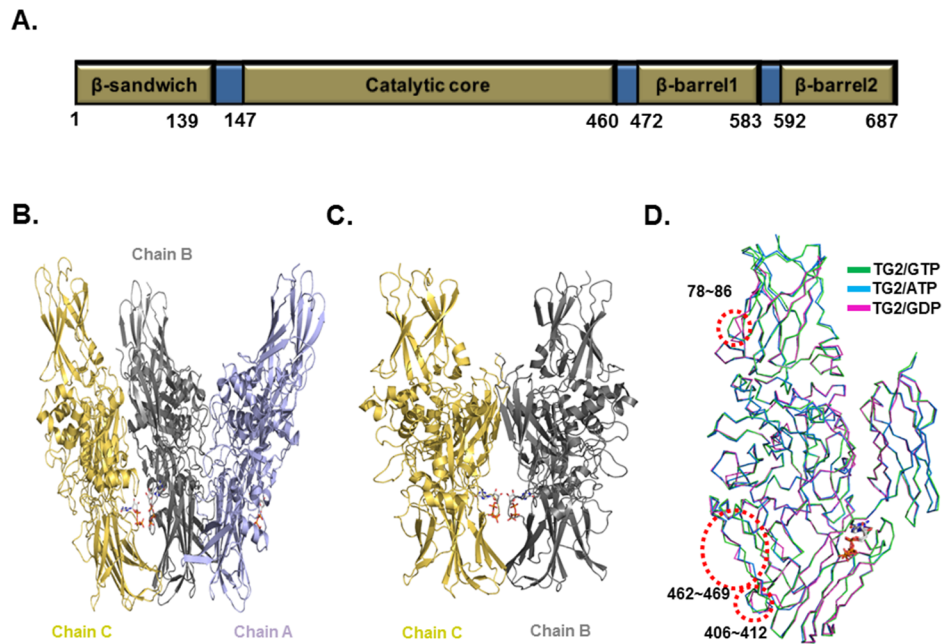 A.
β-sandwich Catalytic core β-barrel1 β-barrel2
1 139 147 460 472 583 592 687
B. C. D.
Chain B
TG2/GTP
TG2/ATP
TG2/GDP
78~86
462~469
406~412
Chain C Chain A Chain C Chain B